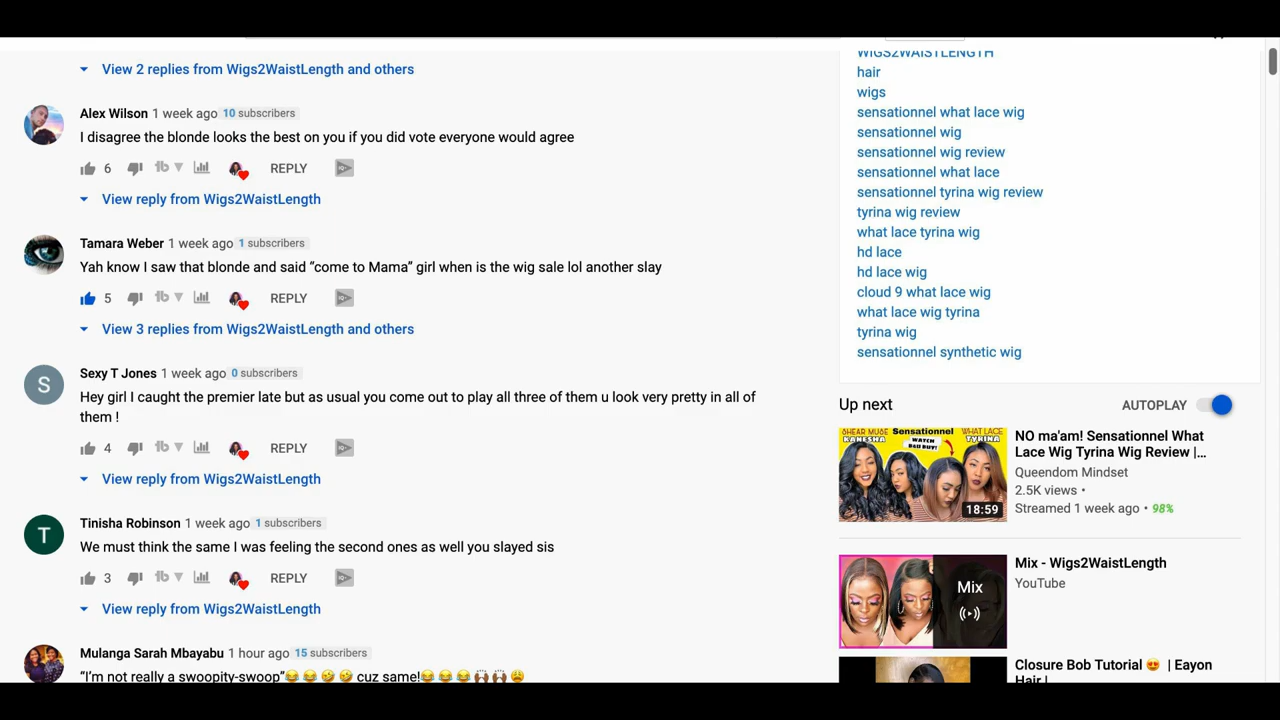 View 2 replies from Wigs2WaistLength and others
Alex Wilson 1 week ago 10 subscribers
I disagree the blonde looks the best on you if you did vote everyone would agree
6 REPLY
View reply from Wigs2WaistLength
Tamara Weber 1 week ago 1 subscribers
Yah know I saw that blonde and said “come to Mama” girl when is the wig sale lol another slay
5 REPLY
View 3 replies from Wigs2WaistLength and others
S
Sexy T Jones 1 week ago 0 subscribers
Hey girl I caught the premier late but as usual you come out to play all three of them u look very pretty in all of
them !
4 REPLY
View reply from Wigs2WaistLength
T
Tinisha Robinson 1 week ago 1 subscribers
We must think the same I was feeling the second ones as well you slayed sis
3 REPLY
View reply from Wigs2WaistLength
Mulanga Sarah Mbayabu 1 hour ago 15 subscribers
“I’m not really a swoopity-swoop”😂😂🤣🤣 cuz same!😂😂😂🙌🏾🙌🏾😩
WIGS2WAISTLENGTH
hair
wigs
sensationnel what lace wig
sensationnel wig
sensationnel wig review
sensationnel what lace
sensationnel tyrina wig review
tyrina wig review
what lace tyrina wig
hd lace
hd lace wig
cloud 9 what lace wig
what lace wig tyrina
tyrina wig
sensationnel synthetic wig
Up next
AUTOPLAY
SHEAR MUSE Sensationnel WHAT LACE
KANESHA WATCH B4U BUY! TYRINA
18:59
NO ma'am! Sensationnel What
Lace Wig Tyrina Wig Review |...
Queendom Mindset
2.5K views •
Streamed 1 week ago • 98%
Mix
Mix - Wigs2WaistLength
YouTube
Closure Bob Tutorial 😍 | Eayon
Hair |